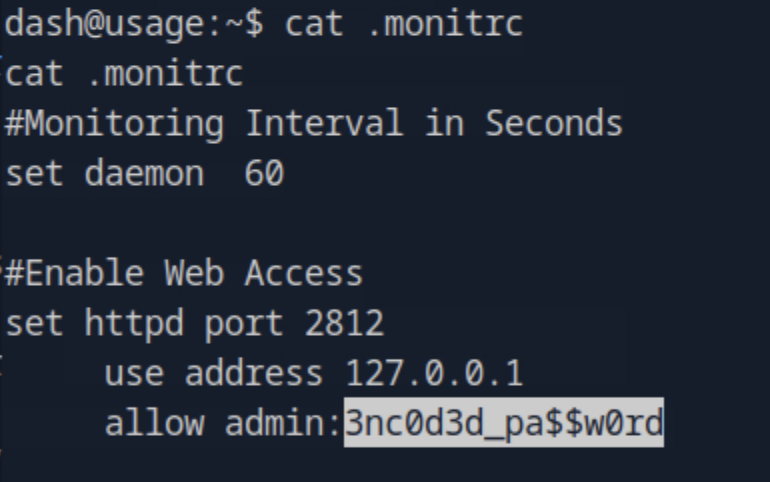 dash@usage:~$ cat .monitrc
cat .monitrc
#Monitoring Interval in Seconds
set daemon  60

#Enable Web Access
set httpd port 2812
     use address 127.0.0.1
     allow admin:3nc0d3d_pa$$w0rd